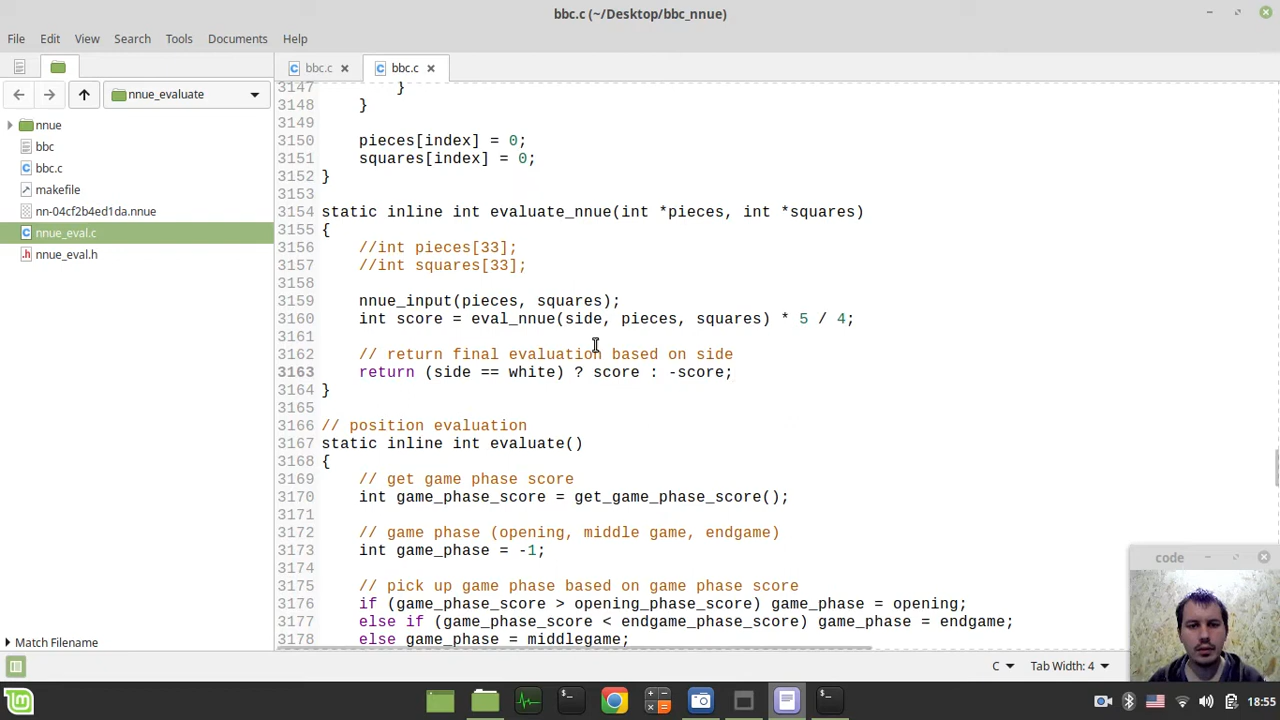 bbc.c (~/Desktop/bbc_nnue)
File Edit View Search Tools Documents Help
bbc.c
bbc.c
nnue_evaluate
nnue
bbc
bbc.c
makefile
nn-04cf2b4ed1da.nnue
nnue_eval.c
nnue_eval.h
Match Filename
3147 }
3148 }
3149
3150 pieces[index] = 0;
3151 squares[index] = 0;
3152 }
3153
3154 static inline int evaluate_nnue(int *pieces, int *squares)
3155 {
3156 //int pieces[33];
3157 //int squares[33];
3158
3159 nnue_input(pieces, squares);
3160 int score = eval_nnue(side, pieces, squares) * 5 / 4;
3161
3162 // return final evaluation based on side
3163 return (side == white) ? score : -score;
3164 }
3165
3166 // position evaluation
3167 static inline int evaluate()
3168 {
3169 // get game phase score
3170 int game_phase_score = get_game_phase_score();
3171
3172 // game phase (opening, middle game, endgame)
3173 int game_phase = -1;
3174
3175 // pick up game phase based on game phase score
3176 if (game_phase_score > opening_phase_score) game_phase = opening;
3177 else if (game_phase_score < endgame_phase_score) game_phase = endgame;
3178 else game_phase = middlegame;
code
C Tab Width: 4
18:55